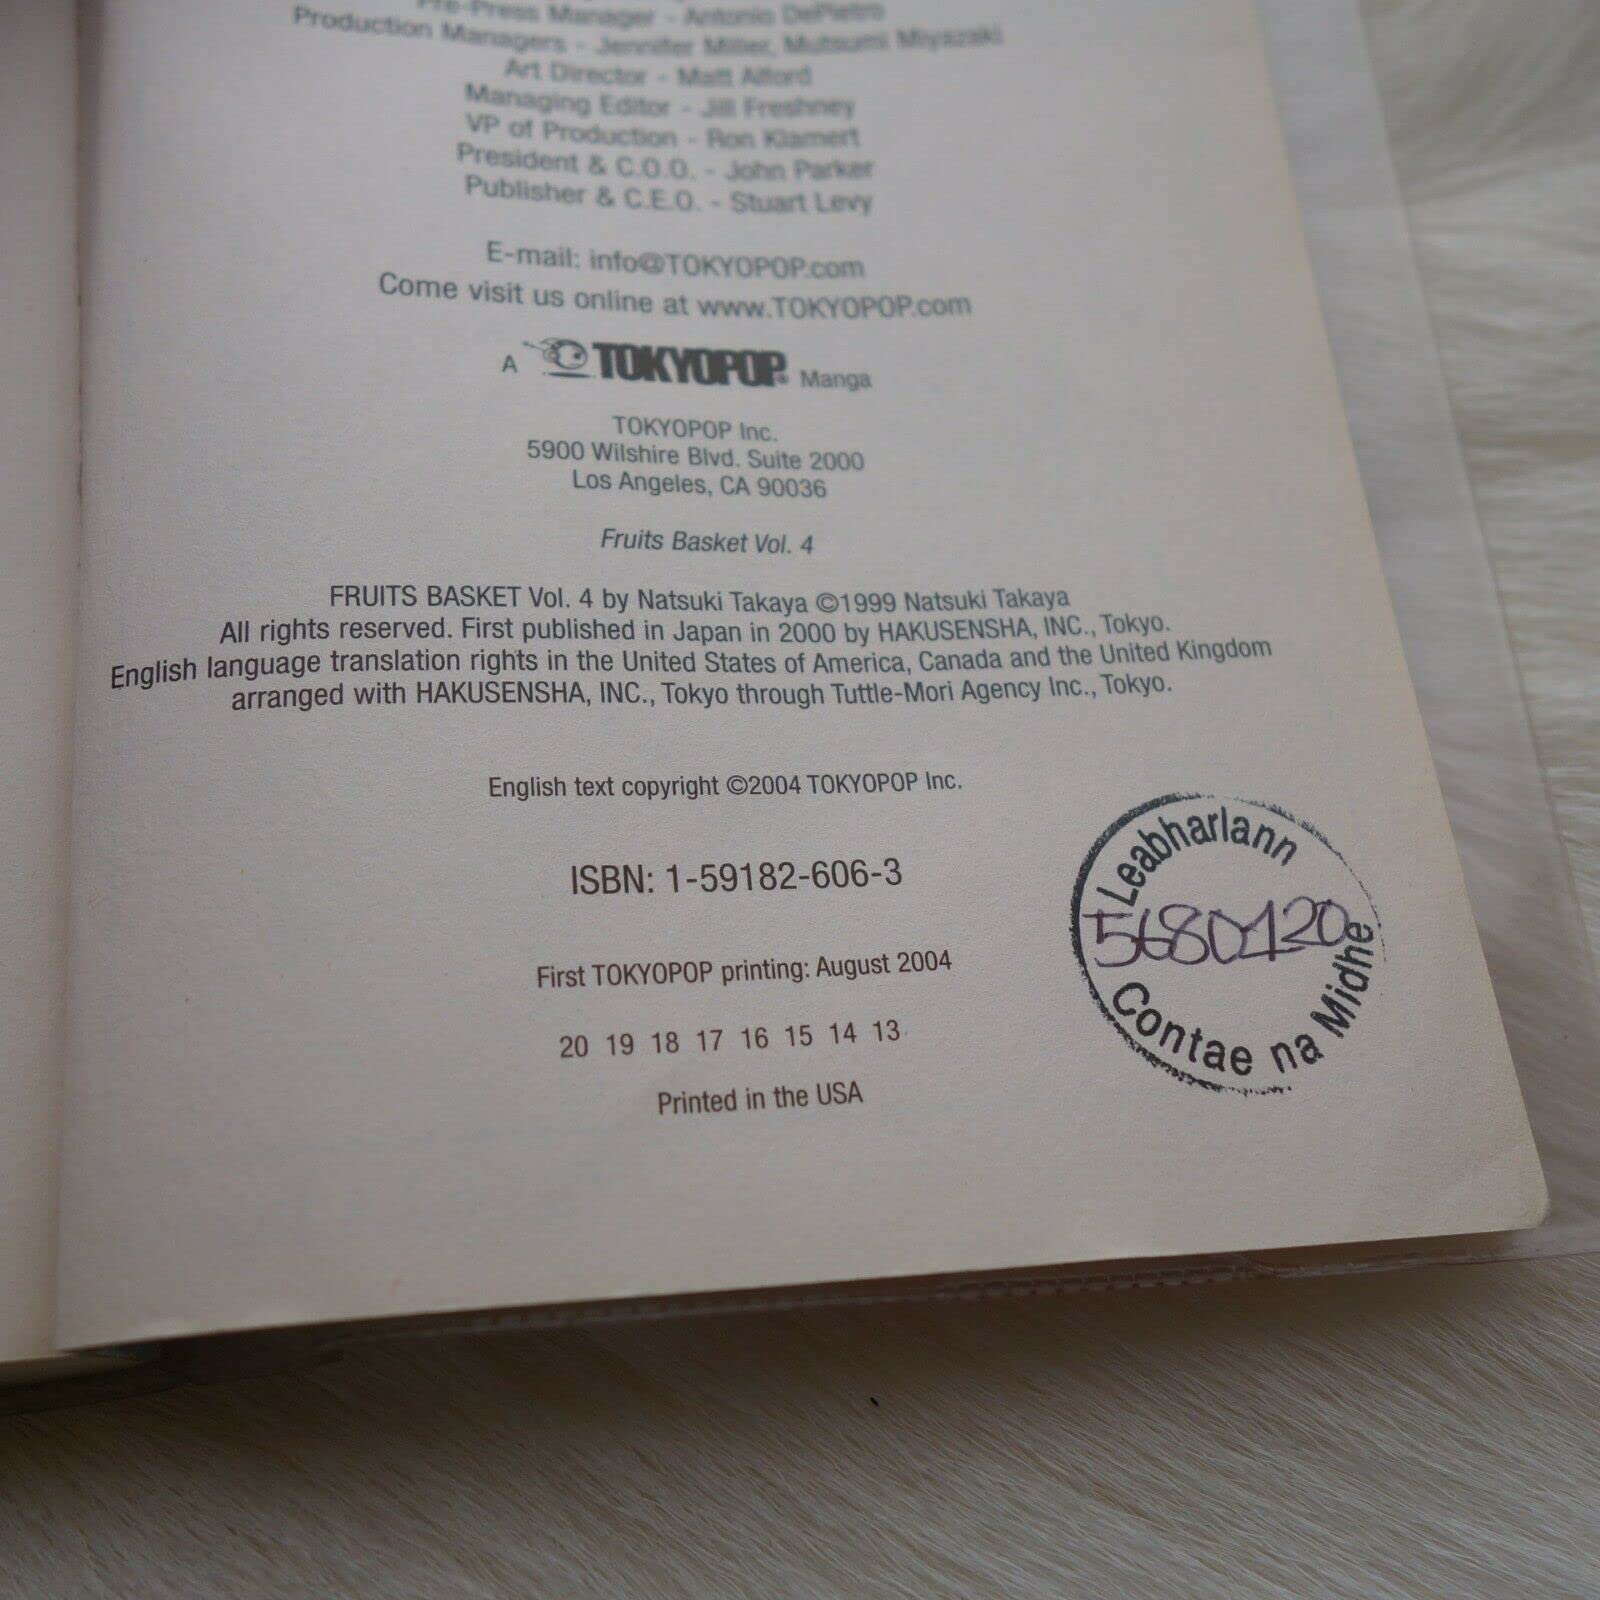 Pre-Press Manager - Antonio DePietro
Production Managers - Jennifer Miller, Mutsumi Miyazaki
Art Director - Matt Alford
Managing Editor - Jill Freshney
VP of Production - Ron Klamert
President & C.O.O. - John Parker
Publisher & C.E.O. - Stuart Levy
E-mail: info@TOKYOPOP.com
Come visit us online at www.TOKYOPOP.com
A TOKYOPOP® Manga
TOKYOPOP Inc.
5900 Wilshire Blvd. Suite 2000
Los Angeles, CA 90036
Fruits Basket Vol. 4
FRUITS BASKET Vol. 4 by Natsuki Takaya ©1999 Natsuki Takaya
All rights reserved. First published in Japan in 2000 by HAKUSENSHA, INC., Tokyo.
English language translation rights in the United States of America, Canada and the United Kingdom
arranged with HAKUSENSHA, INC., Tokyo through Tuttle-Mori Agency Inc., Tokyo.
English text copyright ©2004 TOKYOPOP Inc.
ISBN: 1-59182-606-3
First TOKYOPOP printing: August 2004
20 19 18 17 16 15 14 13
Printed in the USA
Leabharlann
5680120
Contae na Midhe